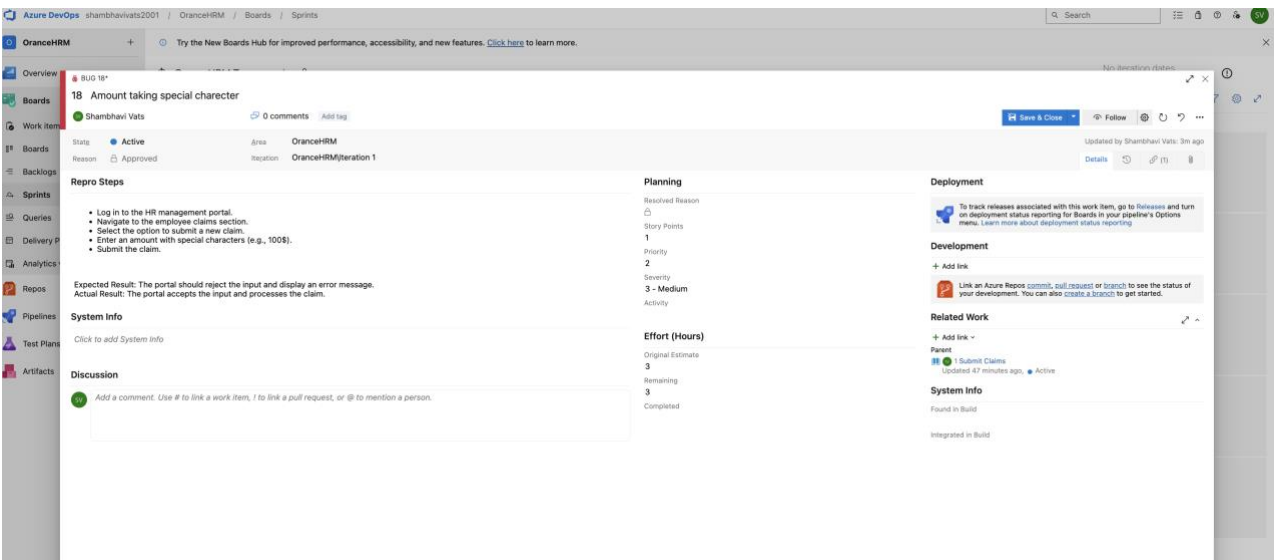 Azure DevOps shambhavivats2001 / OranceHRM / Boards / Sprints
Search
SV
O OranceHRM +
Try the New Boards Hub for improved performance, accessibility, and new features. Click here to learn more.
No iteration dates
Overview
Boards
Work item
Boards
Backlogs
Sprints
Queries
Delivery P
Analytics
Repos
Pipelines
Test Plans
Artifacts
BUG 18*
18 Amount taking special charecter
Shambhavi Vats
0 comments
Add tag
Save & Close
Follow
State Active
Area OranceHRM
Updated by Shambhavi Vats: 3m ago
Reason Approved
Iteration OranceHRM\Iteration 1
Details
(1)
Repro Steps
• Log in to the HR management portal.
• Navigate to the employee claims section.
• Select the option to submit a new claim.
• Enter an amount with special characters (e.g., 100$).
• Submit the claim.
Expected Result: The portal should reject the input and display an error message.
Actual Result: The portal accepts the input and processes the claim.
System Info
Click to add System Info
Discussion
SV
Add a comment. Use # to link a work item, ! to link a pull request, or @ to mention a person.
Planning
Resolved Reason
Story Points
1
Priority
2
Severity
3 - Medium
Activity
Effort (Hours)
Original Estimate
3
Remaining
3
Completed
Deployment
To track releases associated with this work item, go to Releases and turn
on deployment status reporting for Boards in your pipeline's Options
menu. Learn more about deployment status reporting
Development
+ Add link
Link an Azure Repos commit, pull request or branch to see the status of
your development. You can also create a branch to get started.
Related Work
+ Add link
Parent
1 Submit Claims
Updated 47 minutes ago, Active
System Info
Found in Build
Integrated in Build